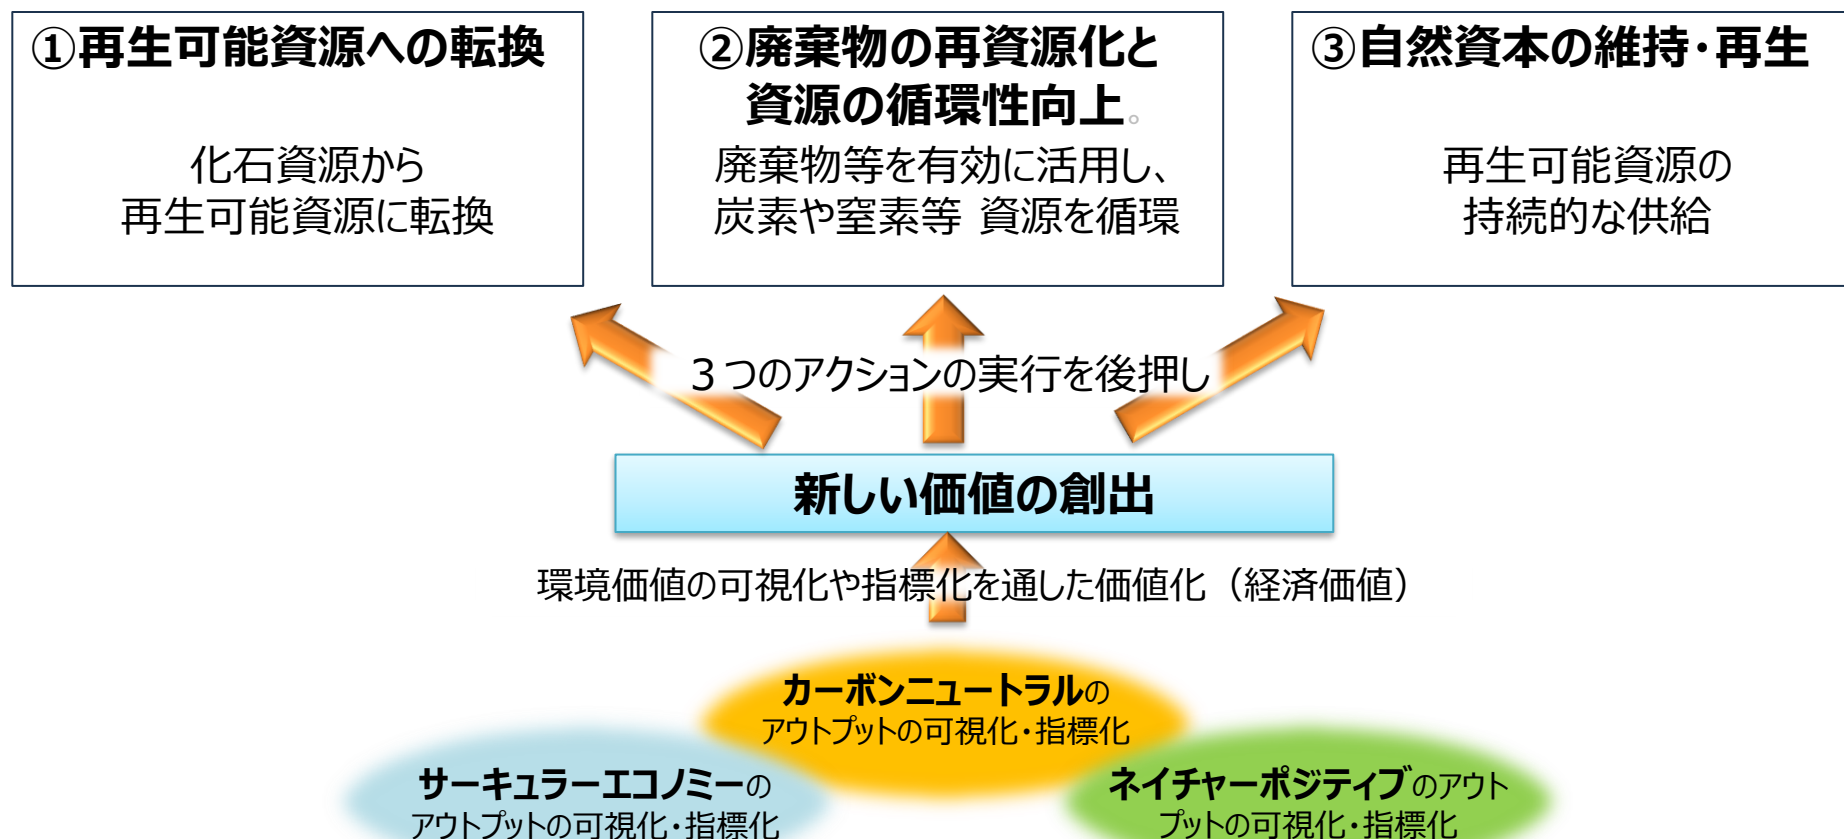 ①再生可能資源への転換
化石資源から
再生可能資源に転換
②廃棄物の再資源化と
資源の循環性向上。
廃棄物等を有効に活用し、
炭素や窒素等 資源を循環
③自然資本の維持・再生
再生可能資源の
持続的な供給
3つのアクションの実行を後押し
新しい価値の創出
環境価値の可視化や指標化を通した価値化（経済価値）
カーボンニュートラルの
アウトプットの可視化・指標化
サーキュラーエコノミーの
アウトプットの可視化・指標化
ネイチャーポジティブのアウト
プットの可視化・指標化